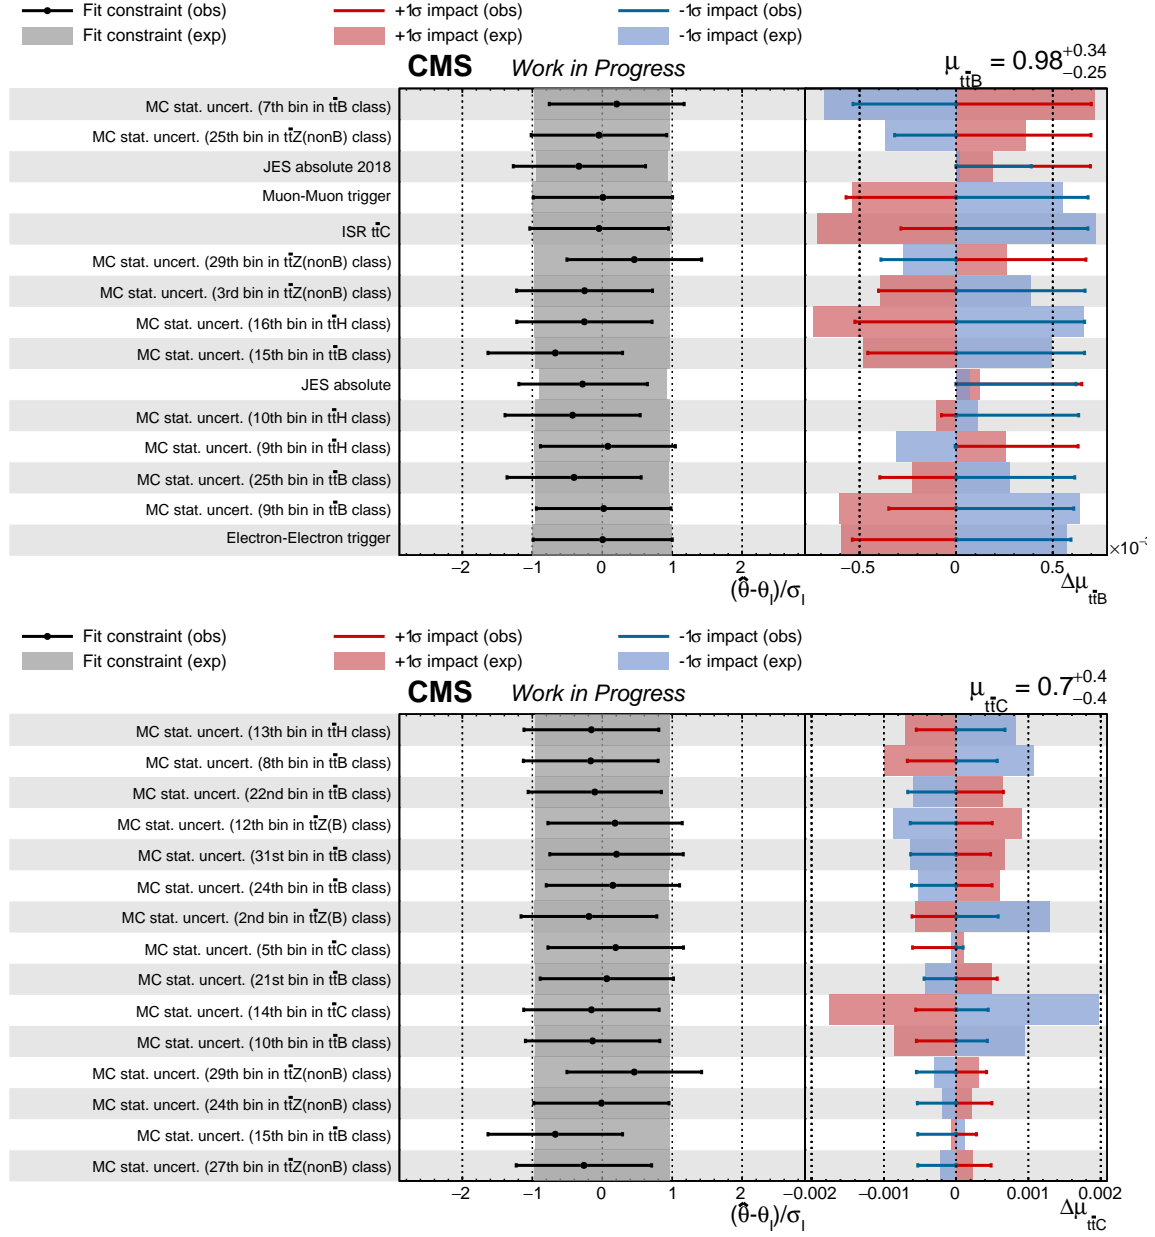 Fit constraint (obs) +1σ impact (obs) -1σ impact (obs)
Fit constraint (exp) +1σ impact (exp) -1σ impact (exp)
CMS Work in Progress μ_tt̄B = 0.98 +0.34 −0.25
MC stat. uncert. (7th bin in tt̄B class)
MC stat. uncert. (25th bin in tt̄Z(nonB) class)
JES absolute 2018
Muon-Muon trigger
ISR tt̄C
MC stat. uncert. (29th bin in tt̄Z(nonB) class)
MC stat. uncert. (3rd bin in tt̄Z(nonB) class)
MC stat. uncert. (16th bin in tt̄H class)
MC stat. uncert. (15th bin in tt̄B class)
JES absolute
MC stat. uncert. (10th bin in tt̄H class)
MC stat. uncert. (9th bin in tt̄H class)
MC stat. uncert. (25th bin in tt̄B class)
MC stat. uncert. (9th bin in tt̄B class)
Electron-Electron trigger
×10
−2 −1 0 1 2 −0.5 0 0.5
(θ̂-θ_I)/σ_I Δμ_tt̄B
Fit constraint (obs) +1σ impact (obs) -1σ impact (obs)
Fit constraint (exp) +1σ impact (exp) -1σ impact (exp)
CMS Work in Progress μ_tt̄C = 0.7 +0.4 −0.4
MC stat. uncert. (13th bin in tt̄H class)
MC stat. uncert. (8th bin in tt̄B class)
MC stat. uncert. (22nd bin in tt̄B class)
MC stat. uncert. (12th bin in tt̄Z(B) class)
MC stat. uncert. (31st bin in tt̄B class)
MC stat. uncert. (24th bin in tt̄B class)
MC stat. uncert. (2nd bin in tt̄Z(B) class)
MC stat. uncert. (5th bin in tt̄C class)
MC stat. uncert. (21st bin in tt̄B class)
MC stat. uncert. (14th bin in tt̄C class)
MC stat. uncert. (10th bin in tt̄B class)
MC stat. uncert. (29th bin in tt̄Z(nonB) class)
MC stat. uncert. (24th bin in tt̄Z(nonB) class)
MC stat. uncert. (15th bin in tt̄B class)
MC stat. uncert. (27th bin in tt̄Z(nonB) class)
−2 −1 0 1 2 −0.002 −0.001 0 0.001 0.002
(θ̂-θ_I)/σ_I Δμ_tt̄C